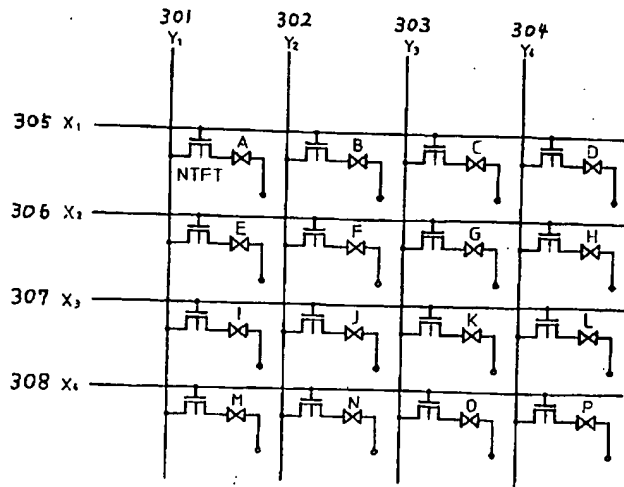 301 302 303 304
Y₁ Y₂ Y₃ Y₄
305 X₁
A B C D
NTFT
306 X₂
E F G H
307 X₃
I J K L
308 X₄
M N O P